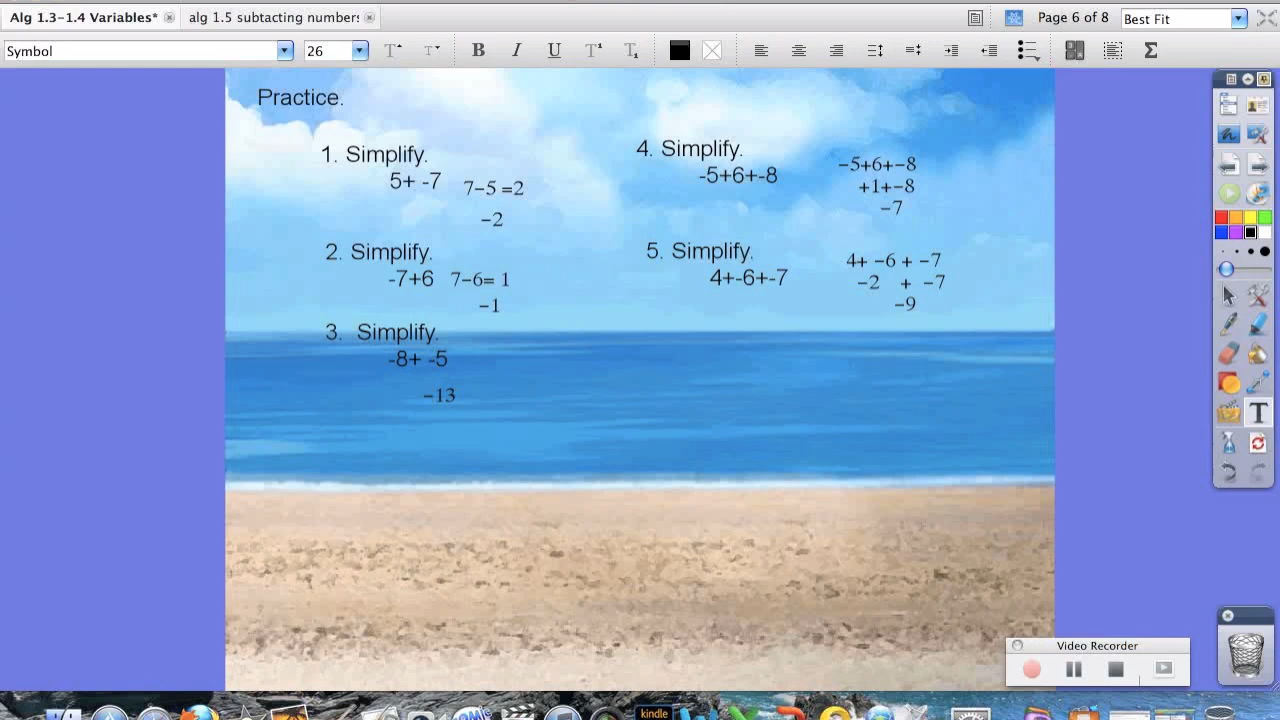 Alg 1.3-1.4 Variables*
alg 1.5 subtacting numbers
Page 6 of 8
Best Fit
Symbol
26
Practice.
1. Simplify.
5+ -7
7−5 =2
−2
2. Simplify.
-7+6
7−6= 1
−1
3. Simplify.
-8+ -5
−13
4. Simplify.
-5+6+-8
−5+6+−8
+1+−8
−7
5. Simplify.
4+-6+-7
4+ −6 + −7
−2 + −7
−9
Video Recorder
kindle